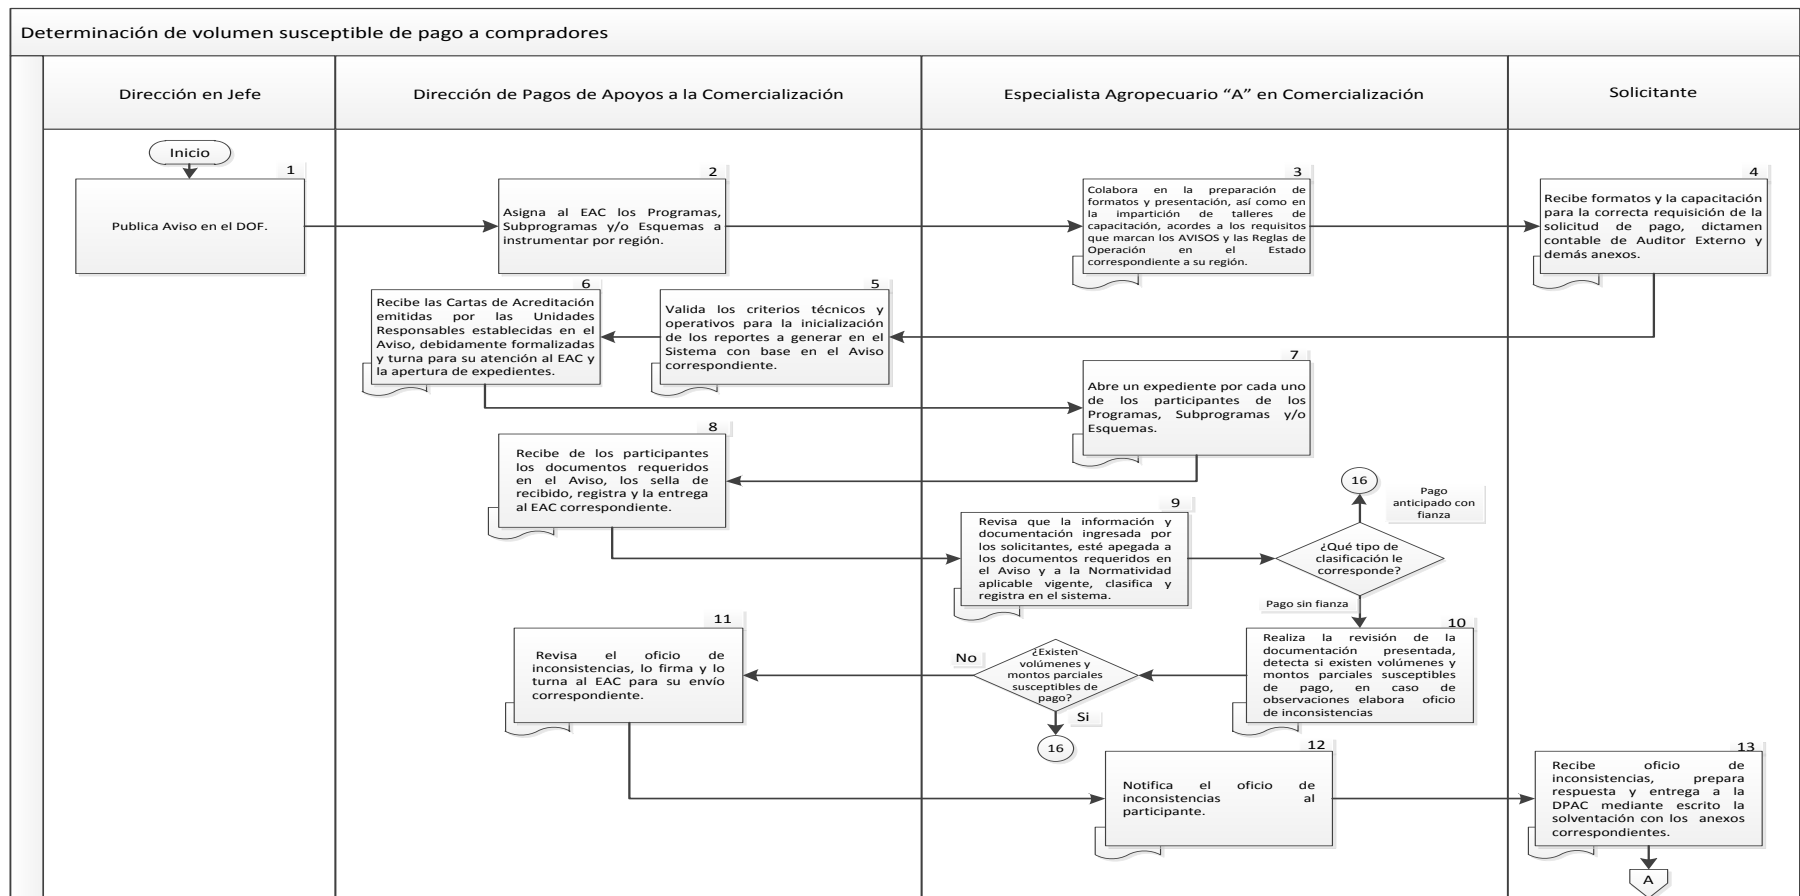 Determinación de volumen susceptible de pago a compradores
Dirección en Jefe
Dirección de Pagos de Apoyos a la Comercialización
Especialista Agropecuario “A” en Comercialización
Solicitante
Inicio
1
Publica Aviso en el DOF.
2
Asigna al EAC los Programas,
Subprogramas y/o Esquemas a
instrumentar por región.
3
Colabora en la preparación de
formatos y presentación, así como en
la impartición de talleres de
capacitación, acordes a los requisitos
que marcan los AVISOS y las Reglas de
Operación en el Estado
correspondiente a su región.
4
Recibe formatos y la capacitación
para la correcta requisición de la
solicitud de pago, dictamen
contable de Auditor Externo y
demás anexos.
5
Valida los criterios técnicos y
operativos para la inicialización
de los reportes a generar en el
Sistema con base en el Aviso
correspondiente.
6
Recibe las Cartas de Acreditación
emitidas por las Unidades
Responsables establecidas en el
Aviso, debidamente formalizadas
y turna para su atención al EAC y
la apertura de expedientes.
7
Abre un expediente por cada uno
de los participantes de los
Programas, Subprogramas y/o
Esquemas.
8
Recibe de los participantes
los documentos requeridos
en el Aviso, los sella de
recibido, registra y la entrega
al EAC correspondiente.
9
Revisa que la información y
documentación ingresada por
los solicitantes, esté apegada a
los documentos requeridos en
el Aviso y a la Normatividad
aplicable vigente, clasifica y
registra en el sistema.
16
Pago
anticipado con
fianza
¿Qué tipo de
clasificación le
corresponde?
Pago sin fianza
10
Realiza la revisión de la
documentación presentada,
detecta si existen volúmenes y
montos parciales susceptibles
de pago, en caso de
observaciones elabora oficio
de inconsistencias
¿Existen
volúmenes y
montos parciales
susceptibles de
pago?
No
Si
16
11
Revisa el oficio de
inconsistencias, lo firma y lo
turna al EAC para su envío
correspondiente.
12
Notifica el oficio de
inconsistencias al
participante.
13
Recibe oficio de
inconsistencias, prepara
respuesta y entrega a la
DPAC mediante escrito la
solventación con los anexos
correspondientes.
A